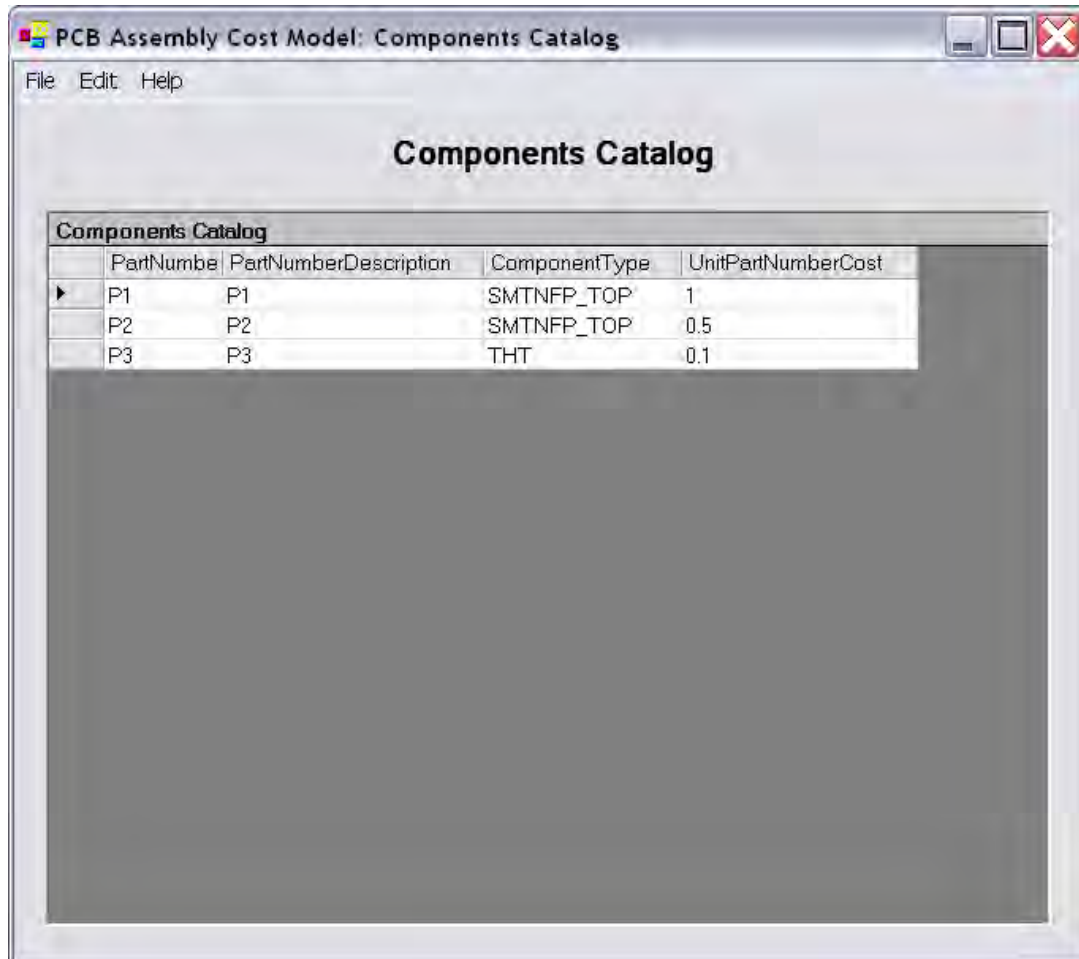 PCB Assembly Cost Model: Components Catalog
File Edit Help
Components Catalog
Components Catalog
PartNumbe PartNumberDescription ComponentType UnitPartNumberCost
P1 P1 SMTNFP_TOP 1
P2 P2 SMTNFP_TOP 0.5
P3 P3 THT 0.1